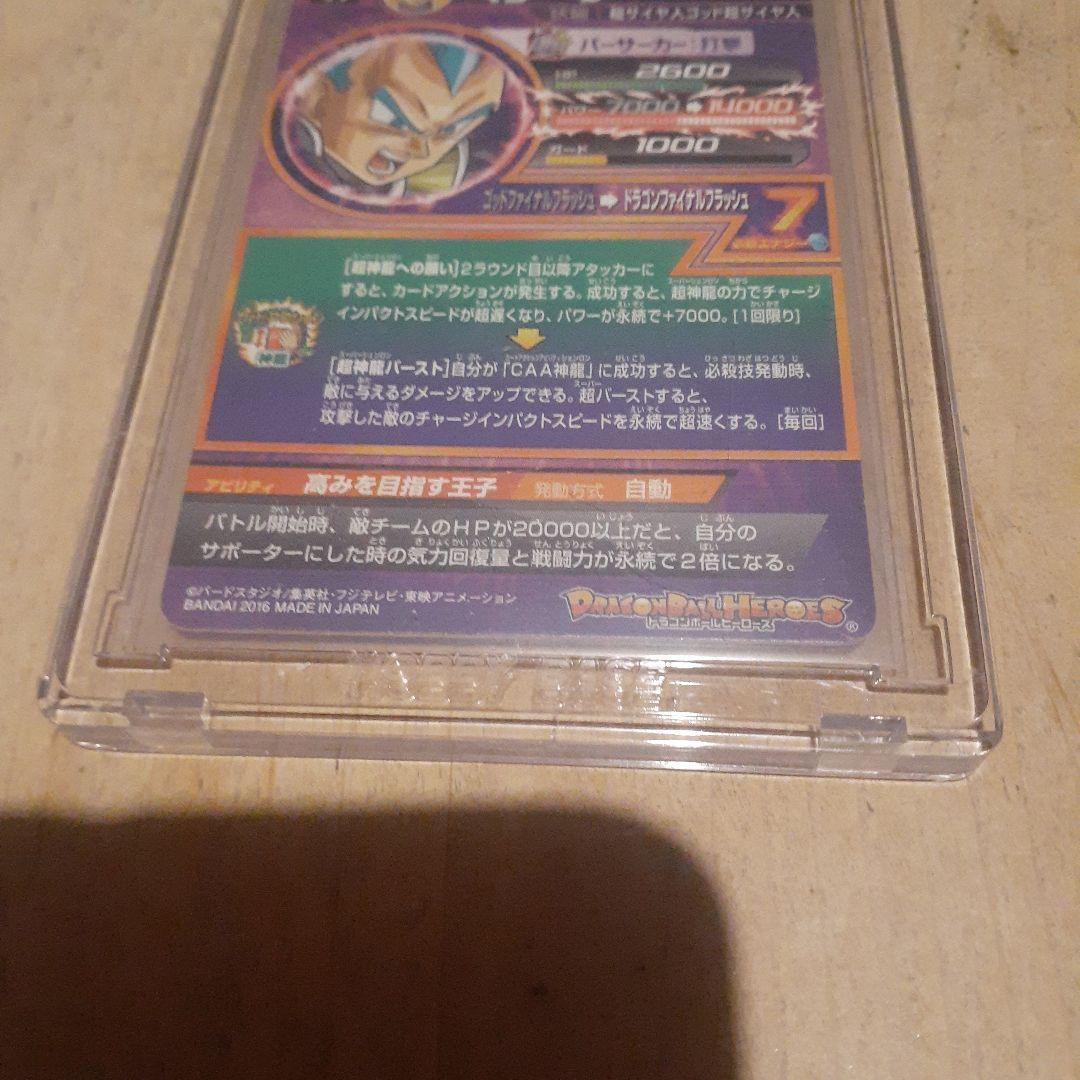 超サイヤ人ゴッド超サイヤ人
バーサーカー:打撃
HP 2600
パワー 7000 → 14000
ガード 1000
ゴッドファイナルフラッシュ ➡ ドラゴンファイナルフラッシュ
7
必殺エナジー
[超神龍への願い]2ラウンド目以降アタッカーに
すると、カードアクションが発生する。成功すると、超神龍の力でチャージ
インパクトスピードが超遅くなり、パワーが永続で+7000。[1回限り]
神龍
[超神龍バースト]自分が「CAA神龍」に成功すると、必殺技発動時、
敵に与えるダメージをアップできる。超バーストすると、
攻撃した敵のチャージインパクトスピードを永続で超速くする。[毎回]
アビリティ 高みを目指す王子 発動方式 自動
バトル開始時、敵チームのHPが20000以上だと、自分の
サポーターにした時の気力回復量と戦闘力が永続で2倍になる。
©バードスタジオ/集英社・フジテレビ・東映アニメーション
BANDAI 2016 MADE IN JAPAN
DRAGONBALL HEROES
ドラゴンボールヒーローズ
®